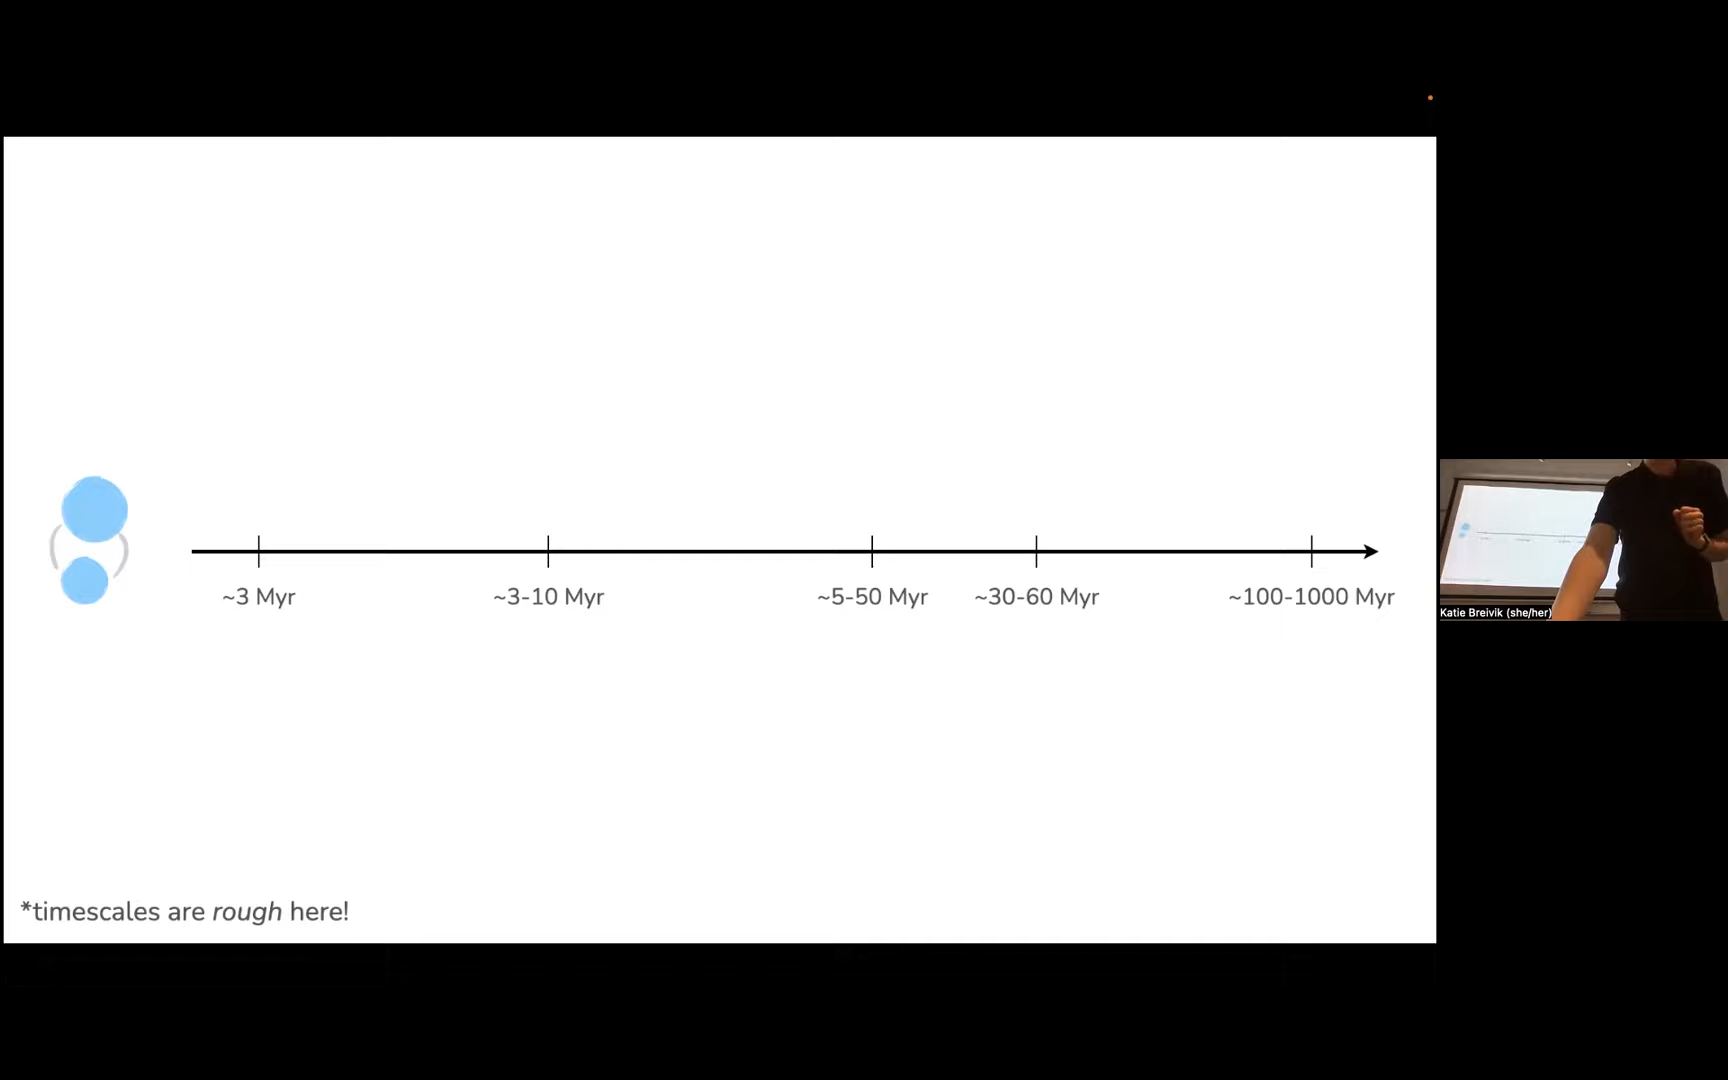 ~3 Myr
~3-10 Myr
~5-50 Myr
~30-60 Myr
~100-1000 Myr
*timescales are rough here!
Katie Breivik (she/her)